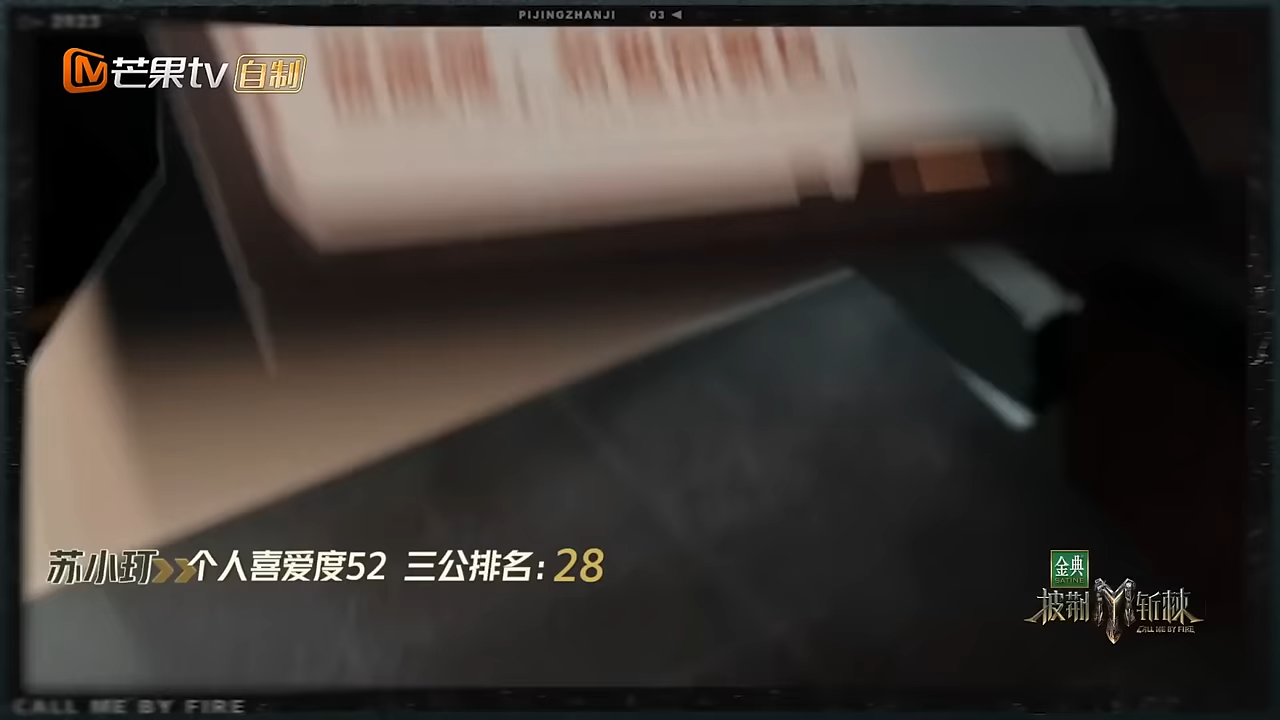 2023
PIJINGZHANJI 03
芒果tv 自制
苏小玎 个人喜爱度52 三公排名:28
金典
SATINE
披荆斩棘
CALL ME BY FIRE
CALL ME BY FIRE